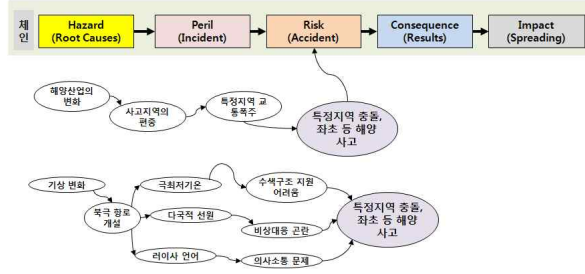 체
인
Hazard
(Root Causes)
Peril
(Incident)
Risk
(Accident)
Consequence
(Results)
Impact
(Spreading)
해양산업의
변화
사고지역의
편중
특정지역 교
통폭주
특정지역 충돌,
좌초 등 해양
사고
기상 변화
북극 항로
개설
극최저기온
수색구조 지원
어려움
다국적 선원
비상대응 곤란
러이사 언어
의사소통 문제
특정지역 충돌,
좌초 등 해양
사고